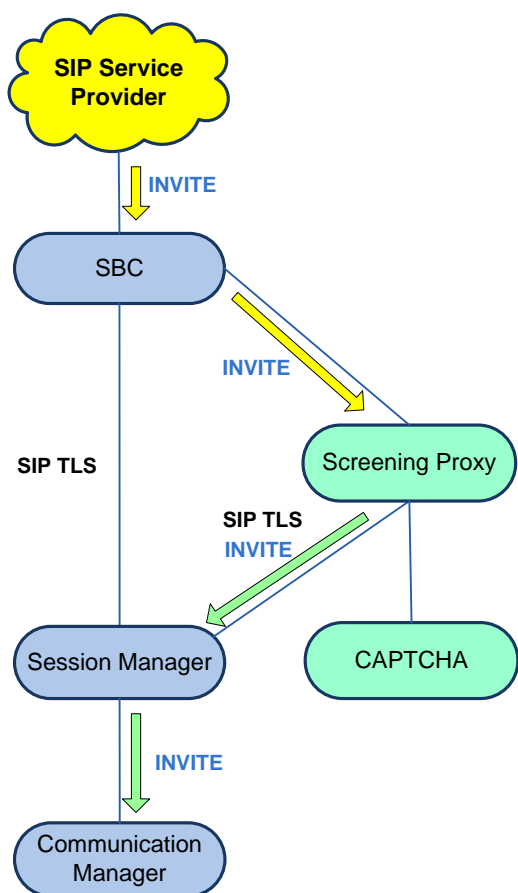 SIP Service
Provider
INVITE
SBC
INVITE
Screening Proxy
SIP TLS
SIP TLS
INVITE
Session Manager
CAPTCHA
INVITE
Communication
Manager